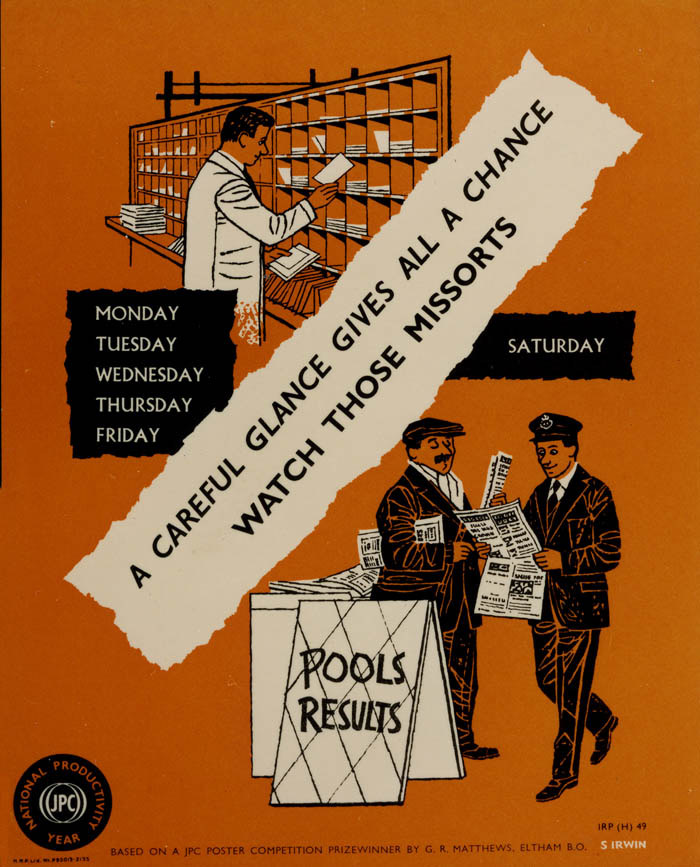 A CAREFUL GLANCE GIVES ALL A CHANCE
WATCH THOSE MISSORTS
MONDAY
TUESDAY
WEDNESDAY
THURSDAY
FRIDAY
SATURDAY
POOLS
RESULTS
NATIONAL PRODUCTIVITY
JPC
YEAR
IRP (H) 49
BASED ON A JPC POSTER COMPETITION PRIZEWINNER BY G. R. MATTHEWS, ELTHAM B.O. S IRWIN